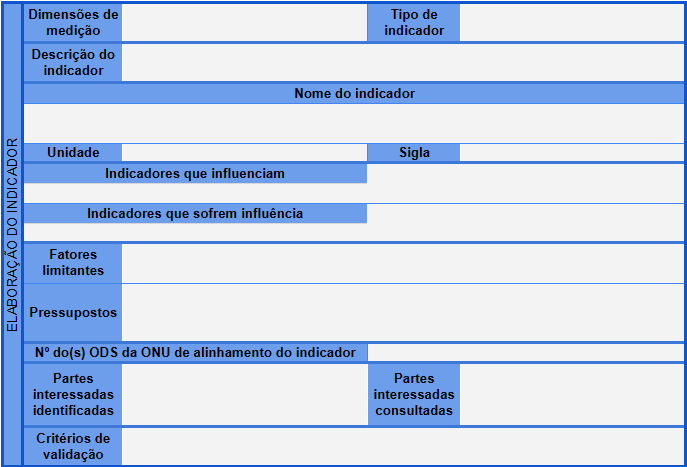 ELABORAÇÃO DO INDICADOR
Dimensões de
medição
Tipo de
indicador
Descrição do
indicador
Nome do indicador
Unidade
Sigla
Indicadores que influenciam
Indicadores que sofrem influência
Fatores
limitantes
Pressupostos
Nº do(s) ODS da ONU de alinhamento do indicador
Partes
interessadas
identificadas
Partes
interessadas
consultadas
Critérios de
validação